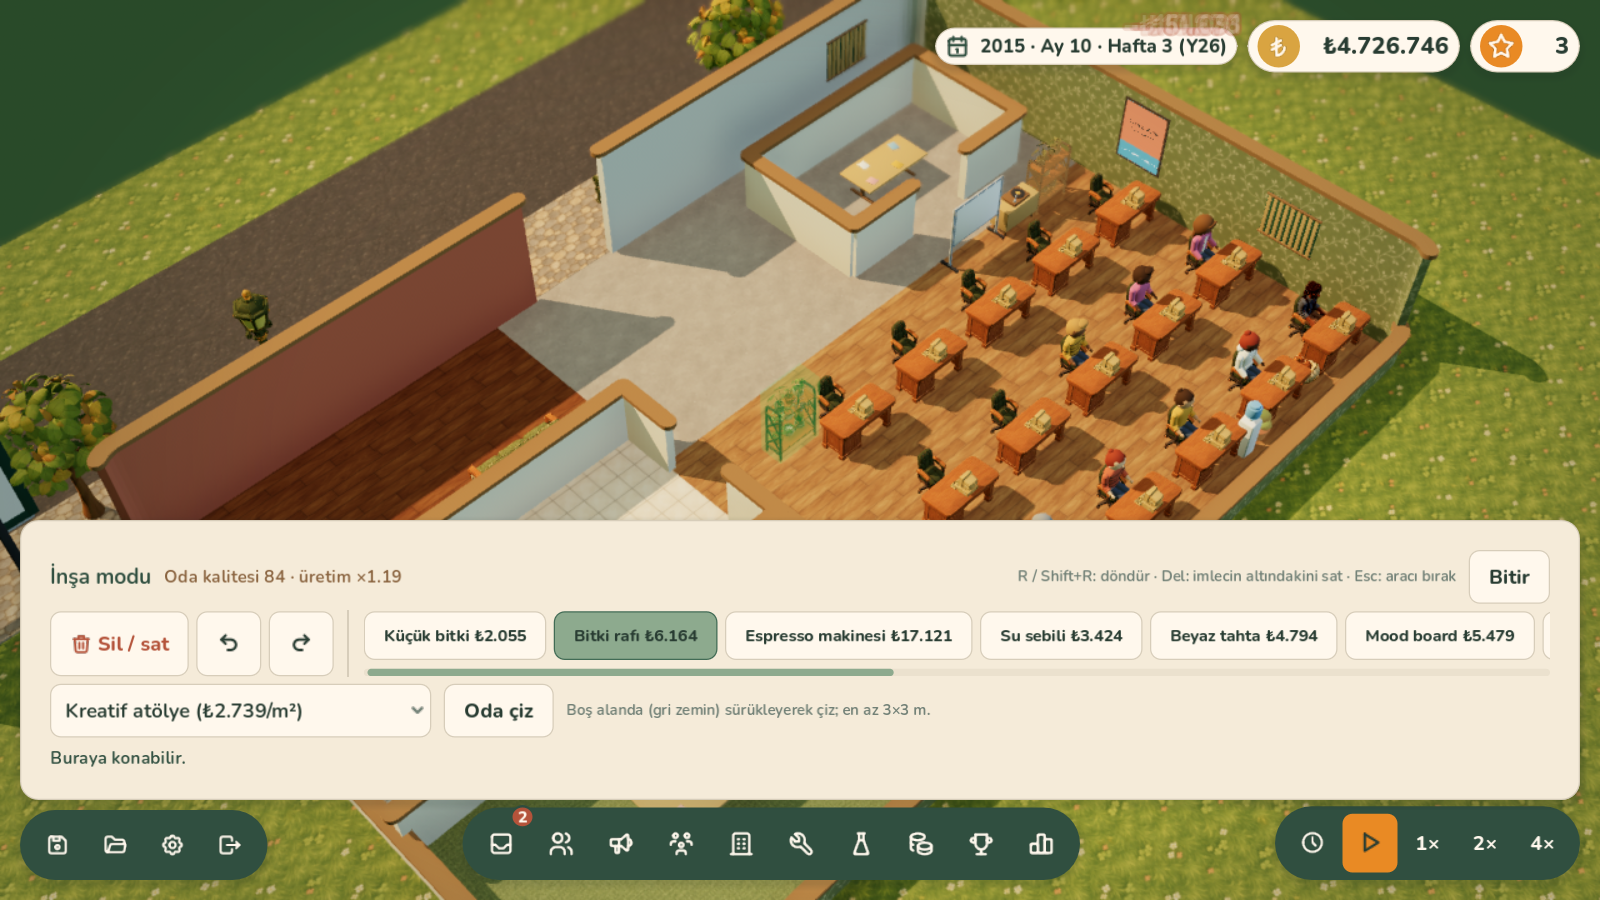 2015 · Ay 10 · Hafta 3 (Y26)
₺4.726.746
3
İnşa modu
Oda kalitesi 84 · üretim ×1.19
R / Shift+R: döndür · Del: imlecin altındakini sat · Esc: aracı bırak
Bitir
Sil / sat
Küçük bitki ₺2.055
Bitki rafı ₺6.164
Espresso makinesi ₺17.121
Su sebili ₺3.424
Beyaz tahta ₺4.794
Mood board ₺5.479
Kreatif atölye (₺2.739/m²)
Oda çiz
Boş alanda (gri zemin) sürükleyerek çiz; en az 3×3 m.
Buraya konabilir.
2
1×
2×
4×